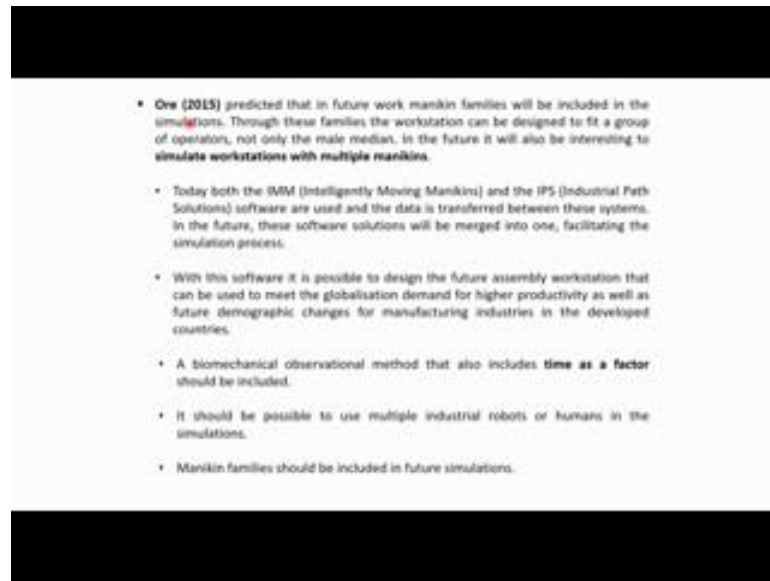 • Ore (2015) predicted that in future work manikin families will be included in the
simulations. Through these families the workstation can be designed to fit a group
of operators, not only the male median. In the future it will also be interesting to
simulate workstations with multiple manikins.
• Today both the IMM (Intelligently Moving Manikins) and the IPS (Industrial Path
Solutions) software are used and the data is transferred between these systems.
In the future, these software solutions will be merged into one, facilitating the
simulation process.
• With this software it is possible to design the future assembly workstation that
can be used to meet the globalisation demand for higher productivity as well as
future demographic changes for manufacturing industries in the developed
countries.
• A biomechanical observational method that also includes time as a factor
should be included.
• It should be possible to use multiple industrial robots or humans in the
simulations.
• Manikin families should be included in future simulations.